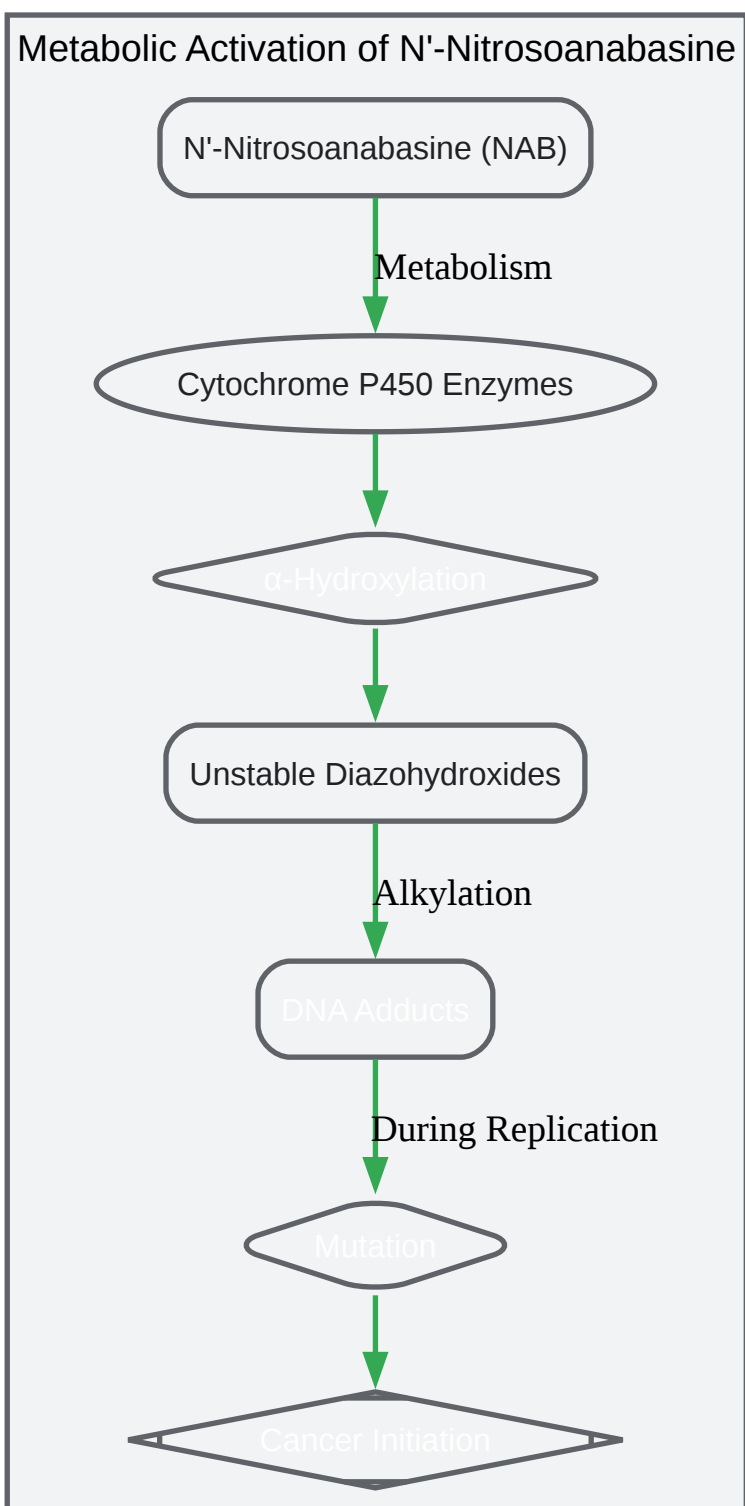 Metabolic Activation of N'-Nitrosoanabasine
N'-Nitrosoanabasine (NAB)
Metabolism
Cytochrome P450 Enzymes
α-Hydroxylation
Unstable Diazohydroxides
Alkylation
DNA Adducts
During Replication
Mutation
Cancer Initiation